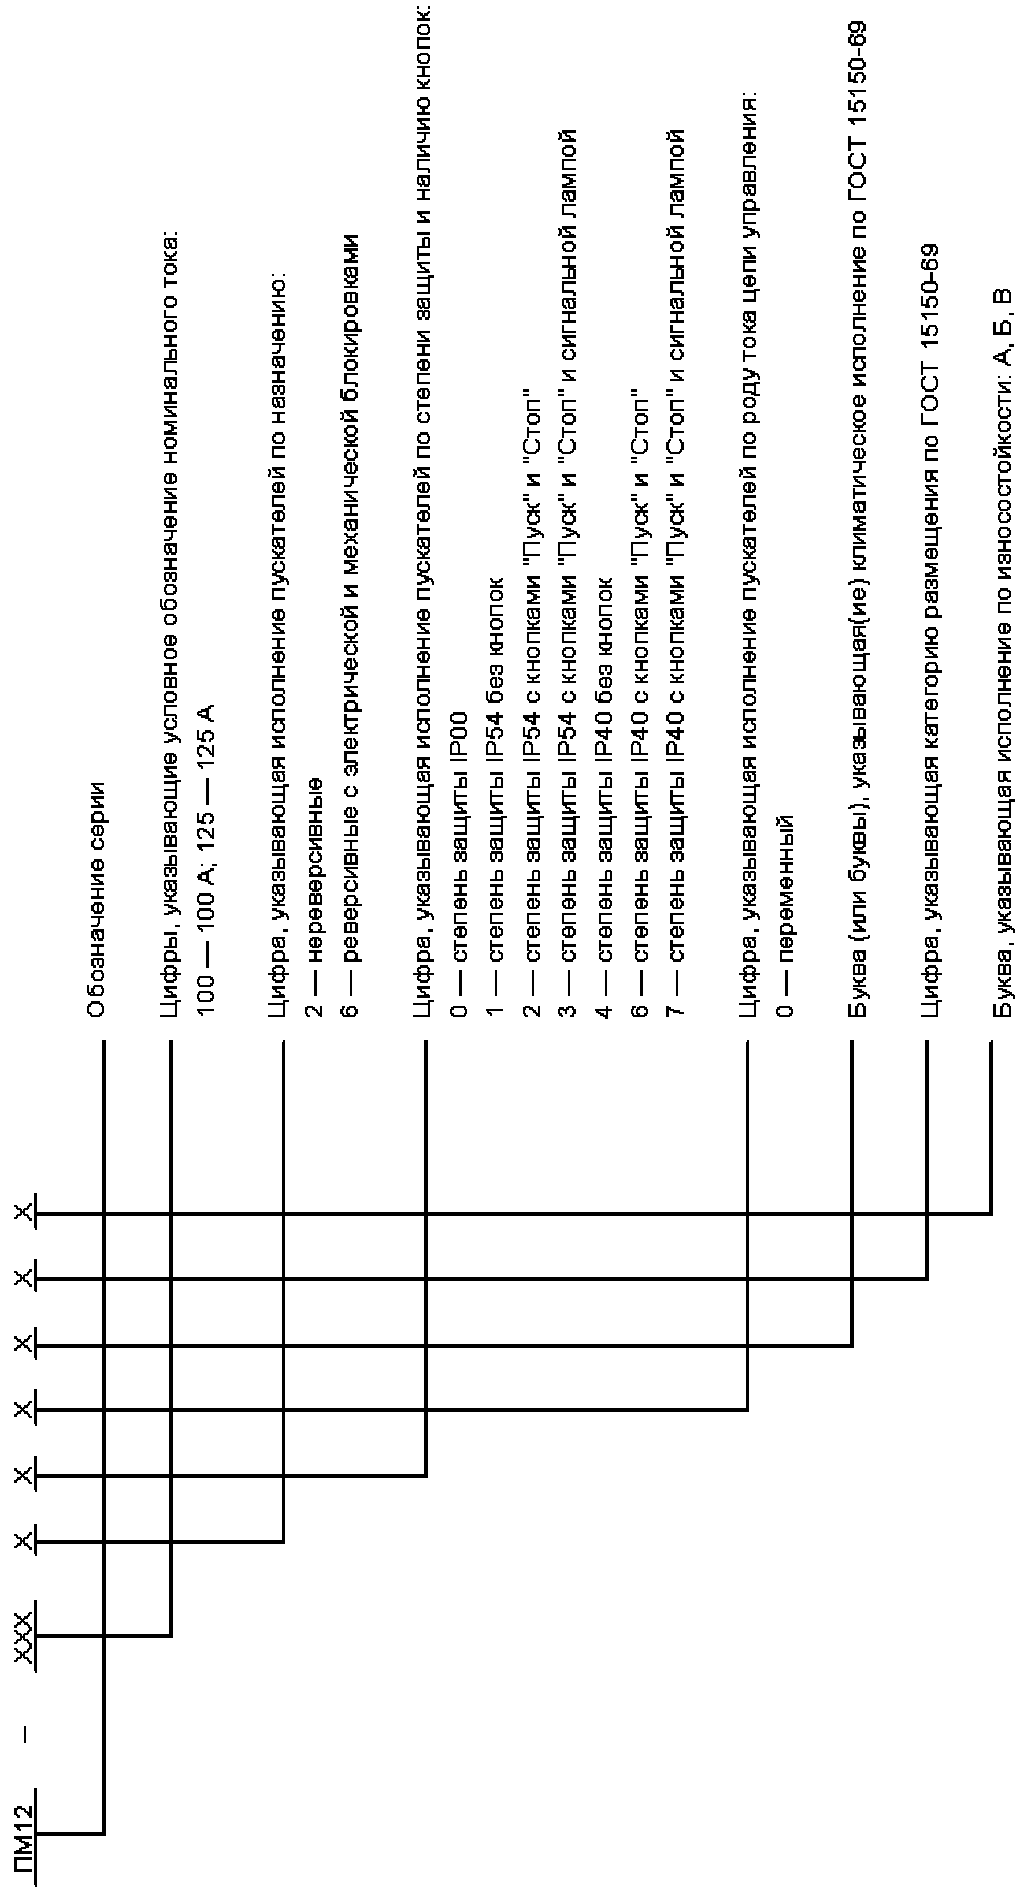 ПМ12 – XXX X X X X X X
Обозначение серии
Цифры, указывающие условное обозначение номинального тока:
100 — 100 А; 125 — 125 А
Цифра, указывающая исполнение пускателей по назначению:
2 — нереверсивные
6 — реверсивные с электрической и механической блокировками
Цифра, указывающая исполнение пускателей по степени защиты и наличию кнопок:
0 — степень защиты IP00
1 — степень защиты IP54 без кнопок
2 — степень защиты IP54 с кнопками "Пуск" и "Стоп"
3 — степень защиты IP54 с кнопками "Пуск" и "Стоп" и сигнальной лампой
4 — степень защиты IP40 без кнопок
6 — степень защиты IP40 с кнопками "Пуск" и "Стоп"
7 — степень защиты IP40 с кнопками "Пуск" и "Стоп" и сигнальной лампой
Цифра, указывающая исполнение пускателей по роду тока цепи управления:
0 — переменный
Буква (или буквы), указывающая(ие) климатическое исполнение по ГОСТ 15150-69
Цифра, указывающая категорию размещения по ГОСТ 15150-69
Буква, указывающая исполнение по износостойкости: А, Б, В